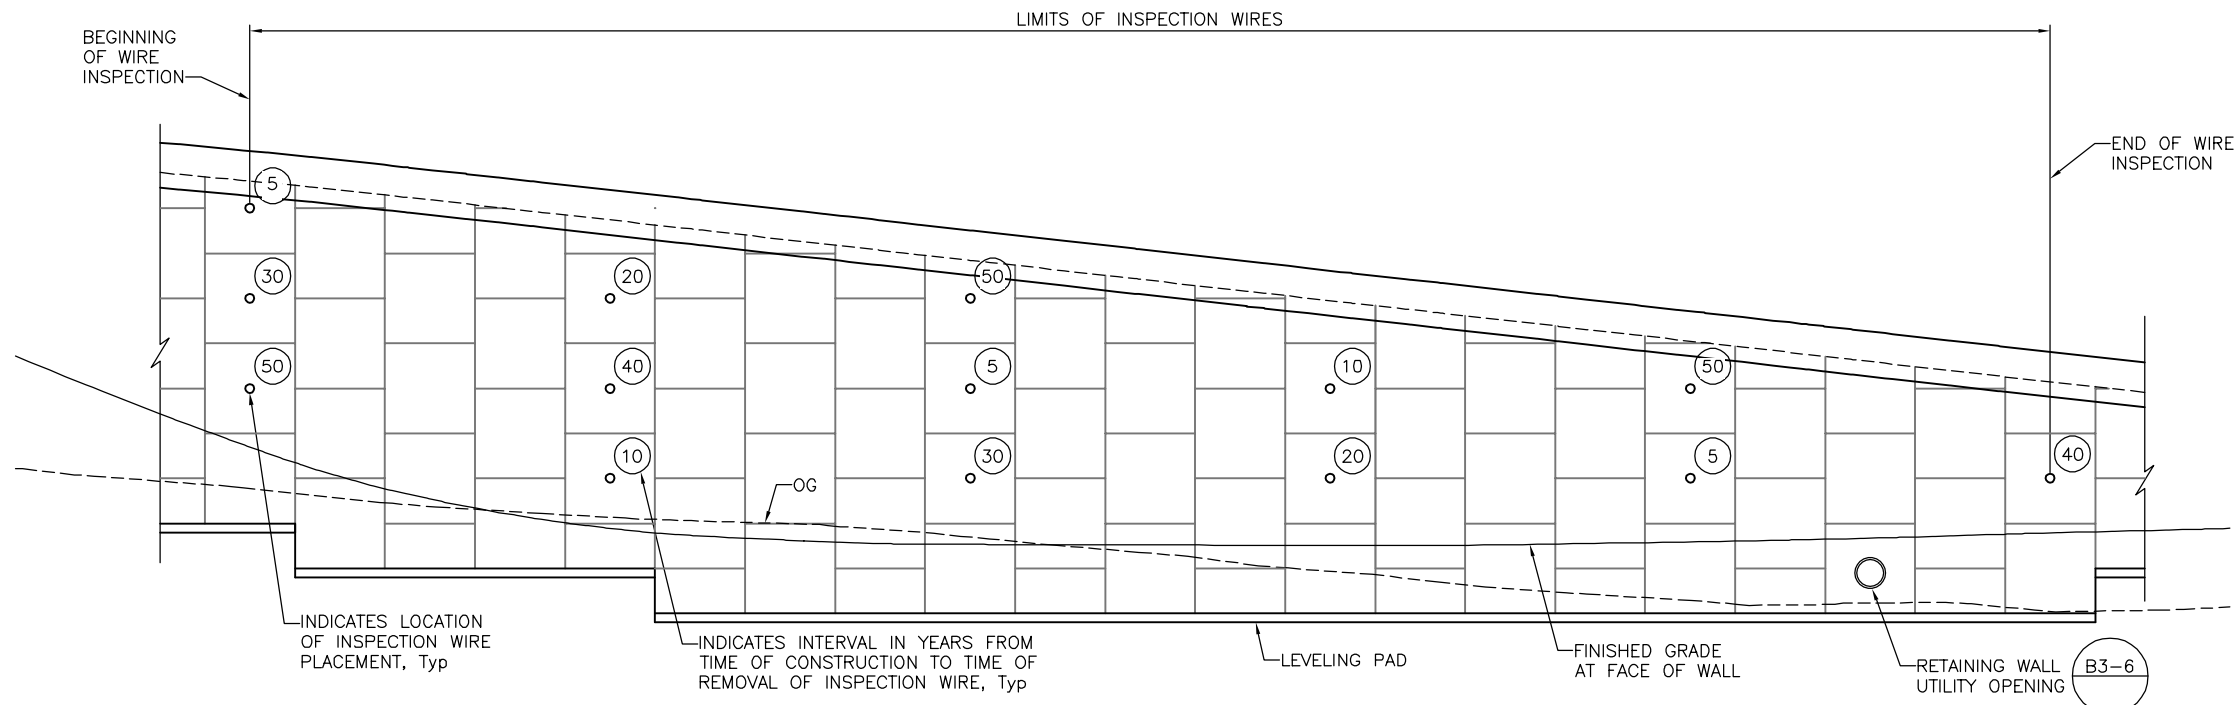 LIMITS OF INSPECTION WIRES
BEGINNING
OF WIRE
INSPECTION
END OF WIRE
INSPECTION
5
30
20
50
50
40
5
10
50
10
30
20
5
40
OG
INDICATES LOCATION
OF INSPECTION WIRE
PLACEMENT, Typ
INDICATES INTERVAL IN YEARS FROM
TIME OF CONSTRUCTION TO TIME OF
REMOVAL OF INSPECTION WIRE, Typ
LEVELING PAD
FINISHED GRADE
AT FACE OF WALL
RETAINING WALL
UTILITY OPENING
B3-6